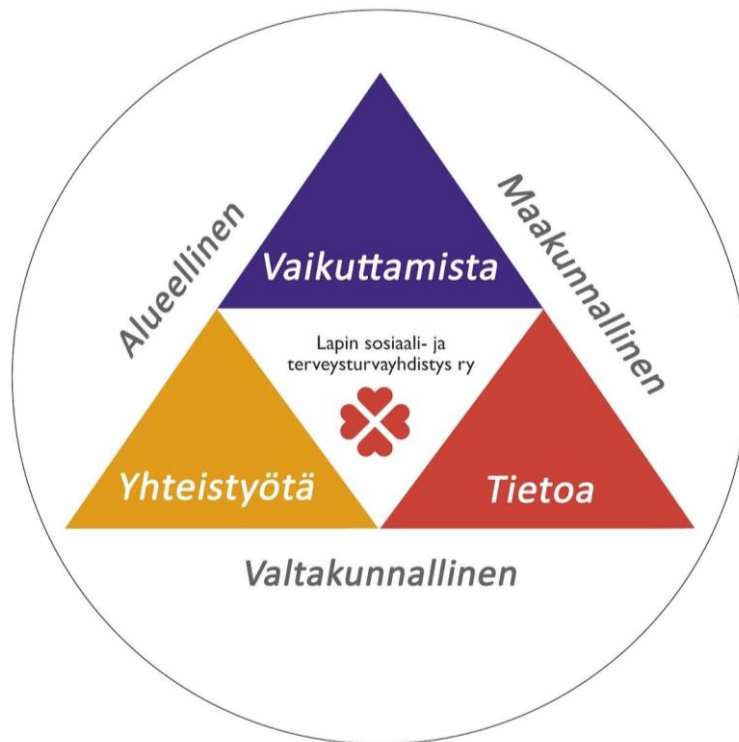 Alueellinen
Maakunnallinen
Vaikuttamista
Lapin sosiaali- ja
terveysturvayhdistys ry
Yhteistyötä
Tietoa
Valtakunnallinen